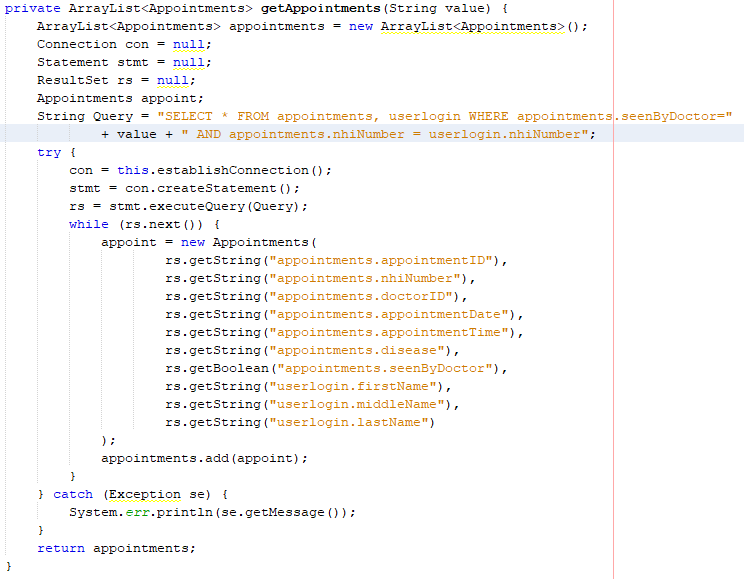 private ArrayList<Appointments> getAppointments(String value) {
    ArrayList<Appointments> appointments = new ArrayList<Appointments>();
    Connection con = null;
    Statement stmt = null;
    ResultSet rs = null;
    Appointments appoint;
    String Query = "SELECT * FROM appointments, userlogin WHERE appointments.seenByDoctor="
            + value + " AND appointments.nhiNumber = userlogin.nhiNumber";
    try {
        con = this.establishConnection();
        stmt = con.createStatement();
        rs = stmt.executeQuery(Query);
        while (rs.next()) {
            appoint = new Appointments(
                    rs.getString("appointments.appointmentID"),
                    rs.getString("appointments.nhiNumber"),
                    rs.getString("appointments.doctorID"),
                    rs.getString("appointments.appointmentDate"),
                    rs.getString("appointments.appointmentTime"),
                    rs.getString("appointments.disease"),
                    rs.getBoolean("appointments.seenByDoctor"),
                    rs.getString("userlogin.firstName"),
                    rs.getString("userlogin.middleName"),
                    rs.getString("userlogin.lastName")
            );
            appointments.add(appoint);
        }
    } catch (Exception se) {
        System.err.println(se.getMessage());
    }
    return appointments;
}